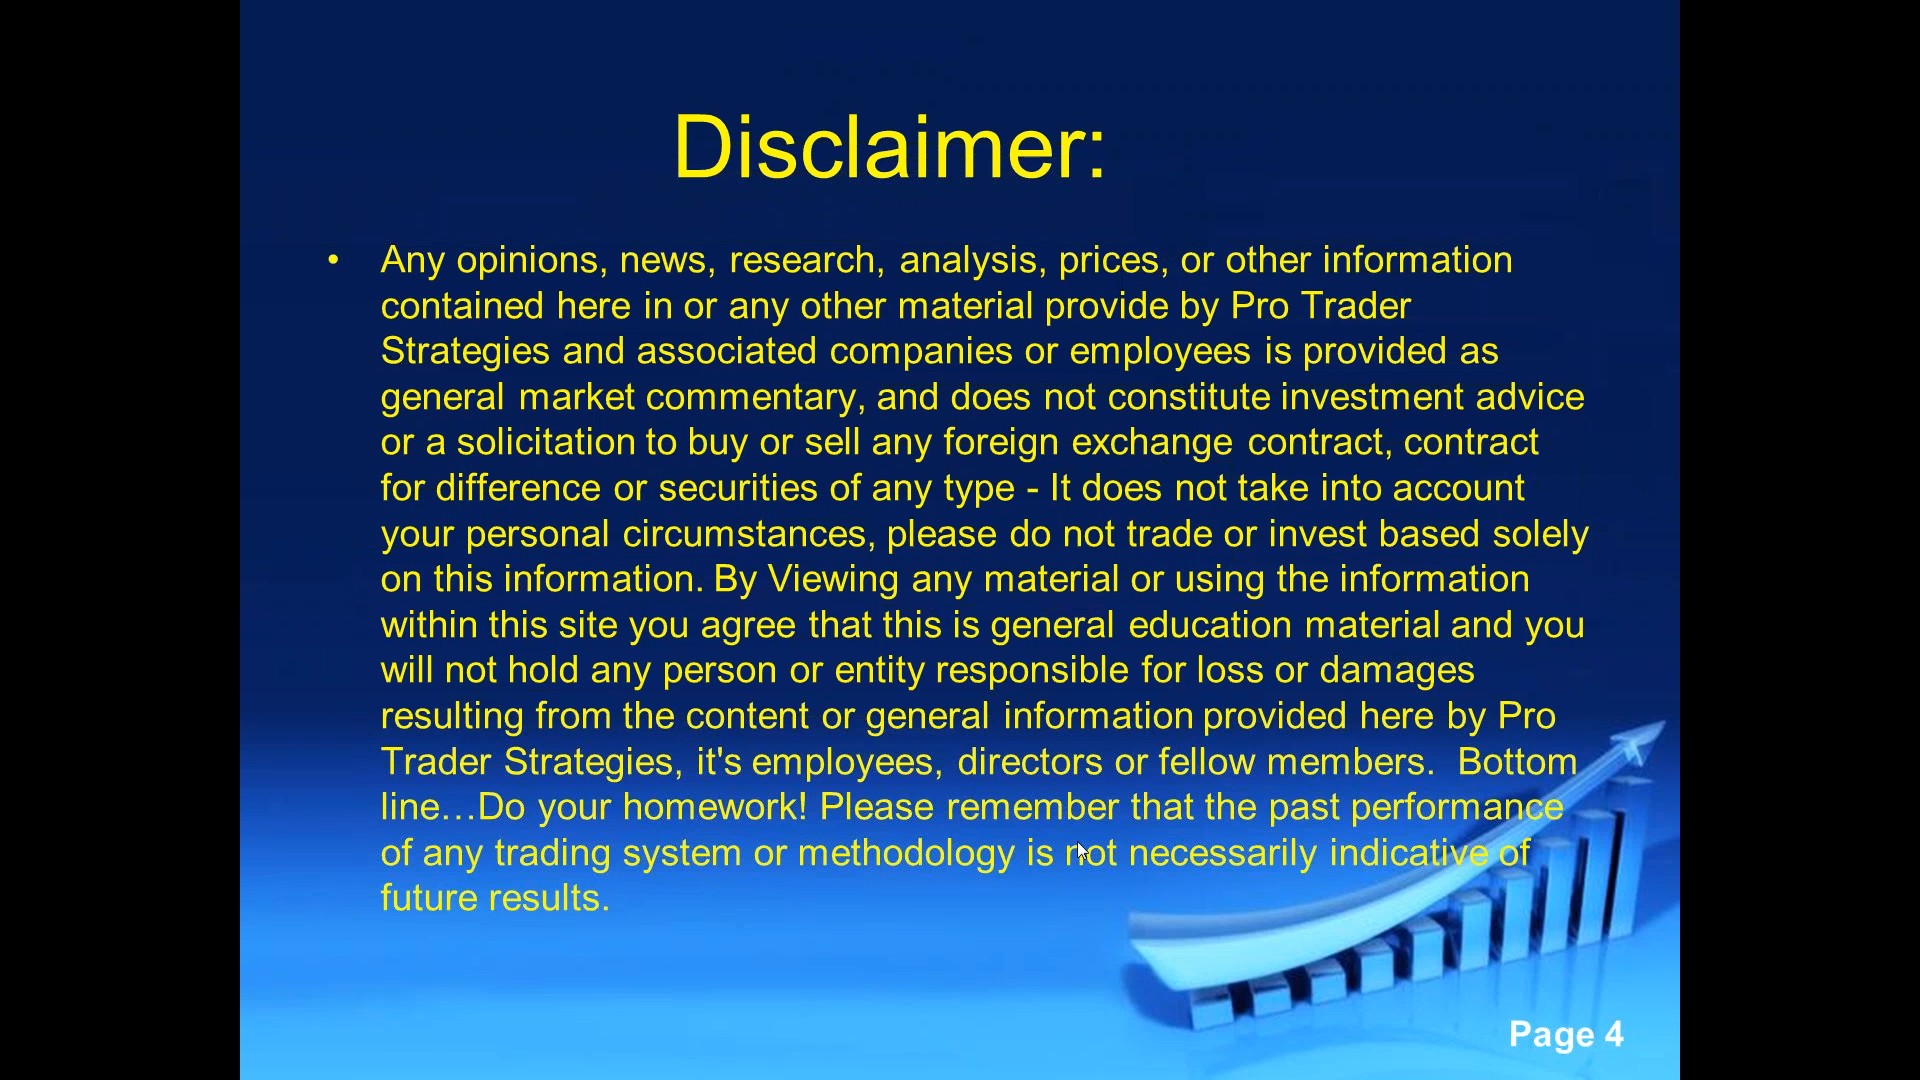 Disclaimer:
• Any opinions, news, research, analysis, prices, or other information
contained here in or any other material provide by Pro Trader
Strategies and associated companies or employees is provided as
general market commentary, and does not constitute investment advice
or a solicitation to buy or sell any foreign exchange contract, contract
for difference or securities of any type - It does not take into account
your personal circumstances, please do not trade or invest based solely
on this information. By Viewing any material or using the information
within this site you agree that this is general education material and you
will not hold any person or entity responsible for loss or damages
resulting from the content or general information provided here by Pro
Trader Strategies, it's employees, directors or fellow members.  Bottom
line…Do your homework! Please remember that the past performance
of any trading system or methodology is not necessarily indicative of
future results.
Page 4